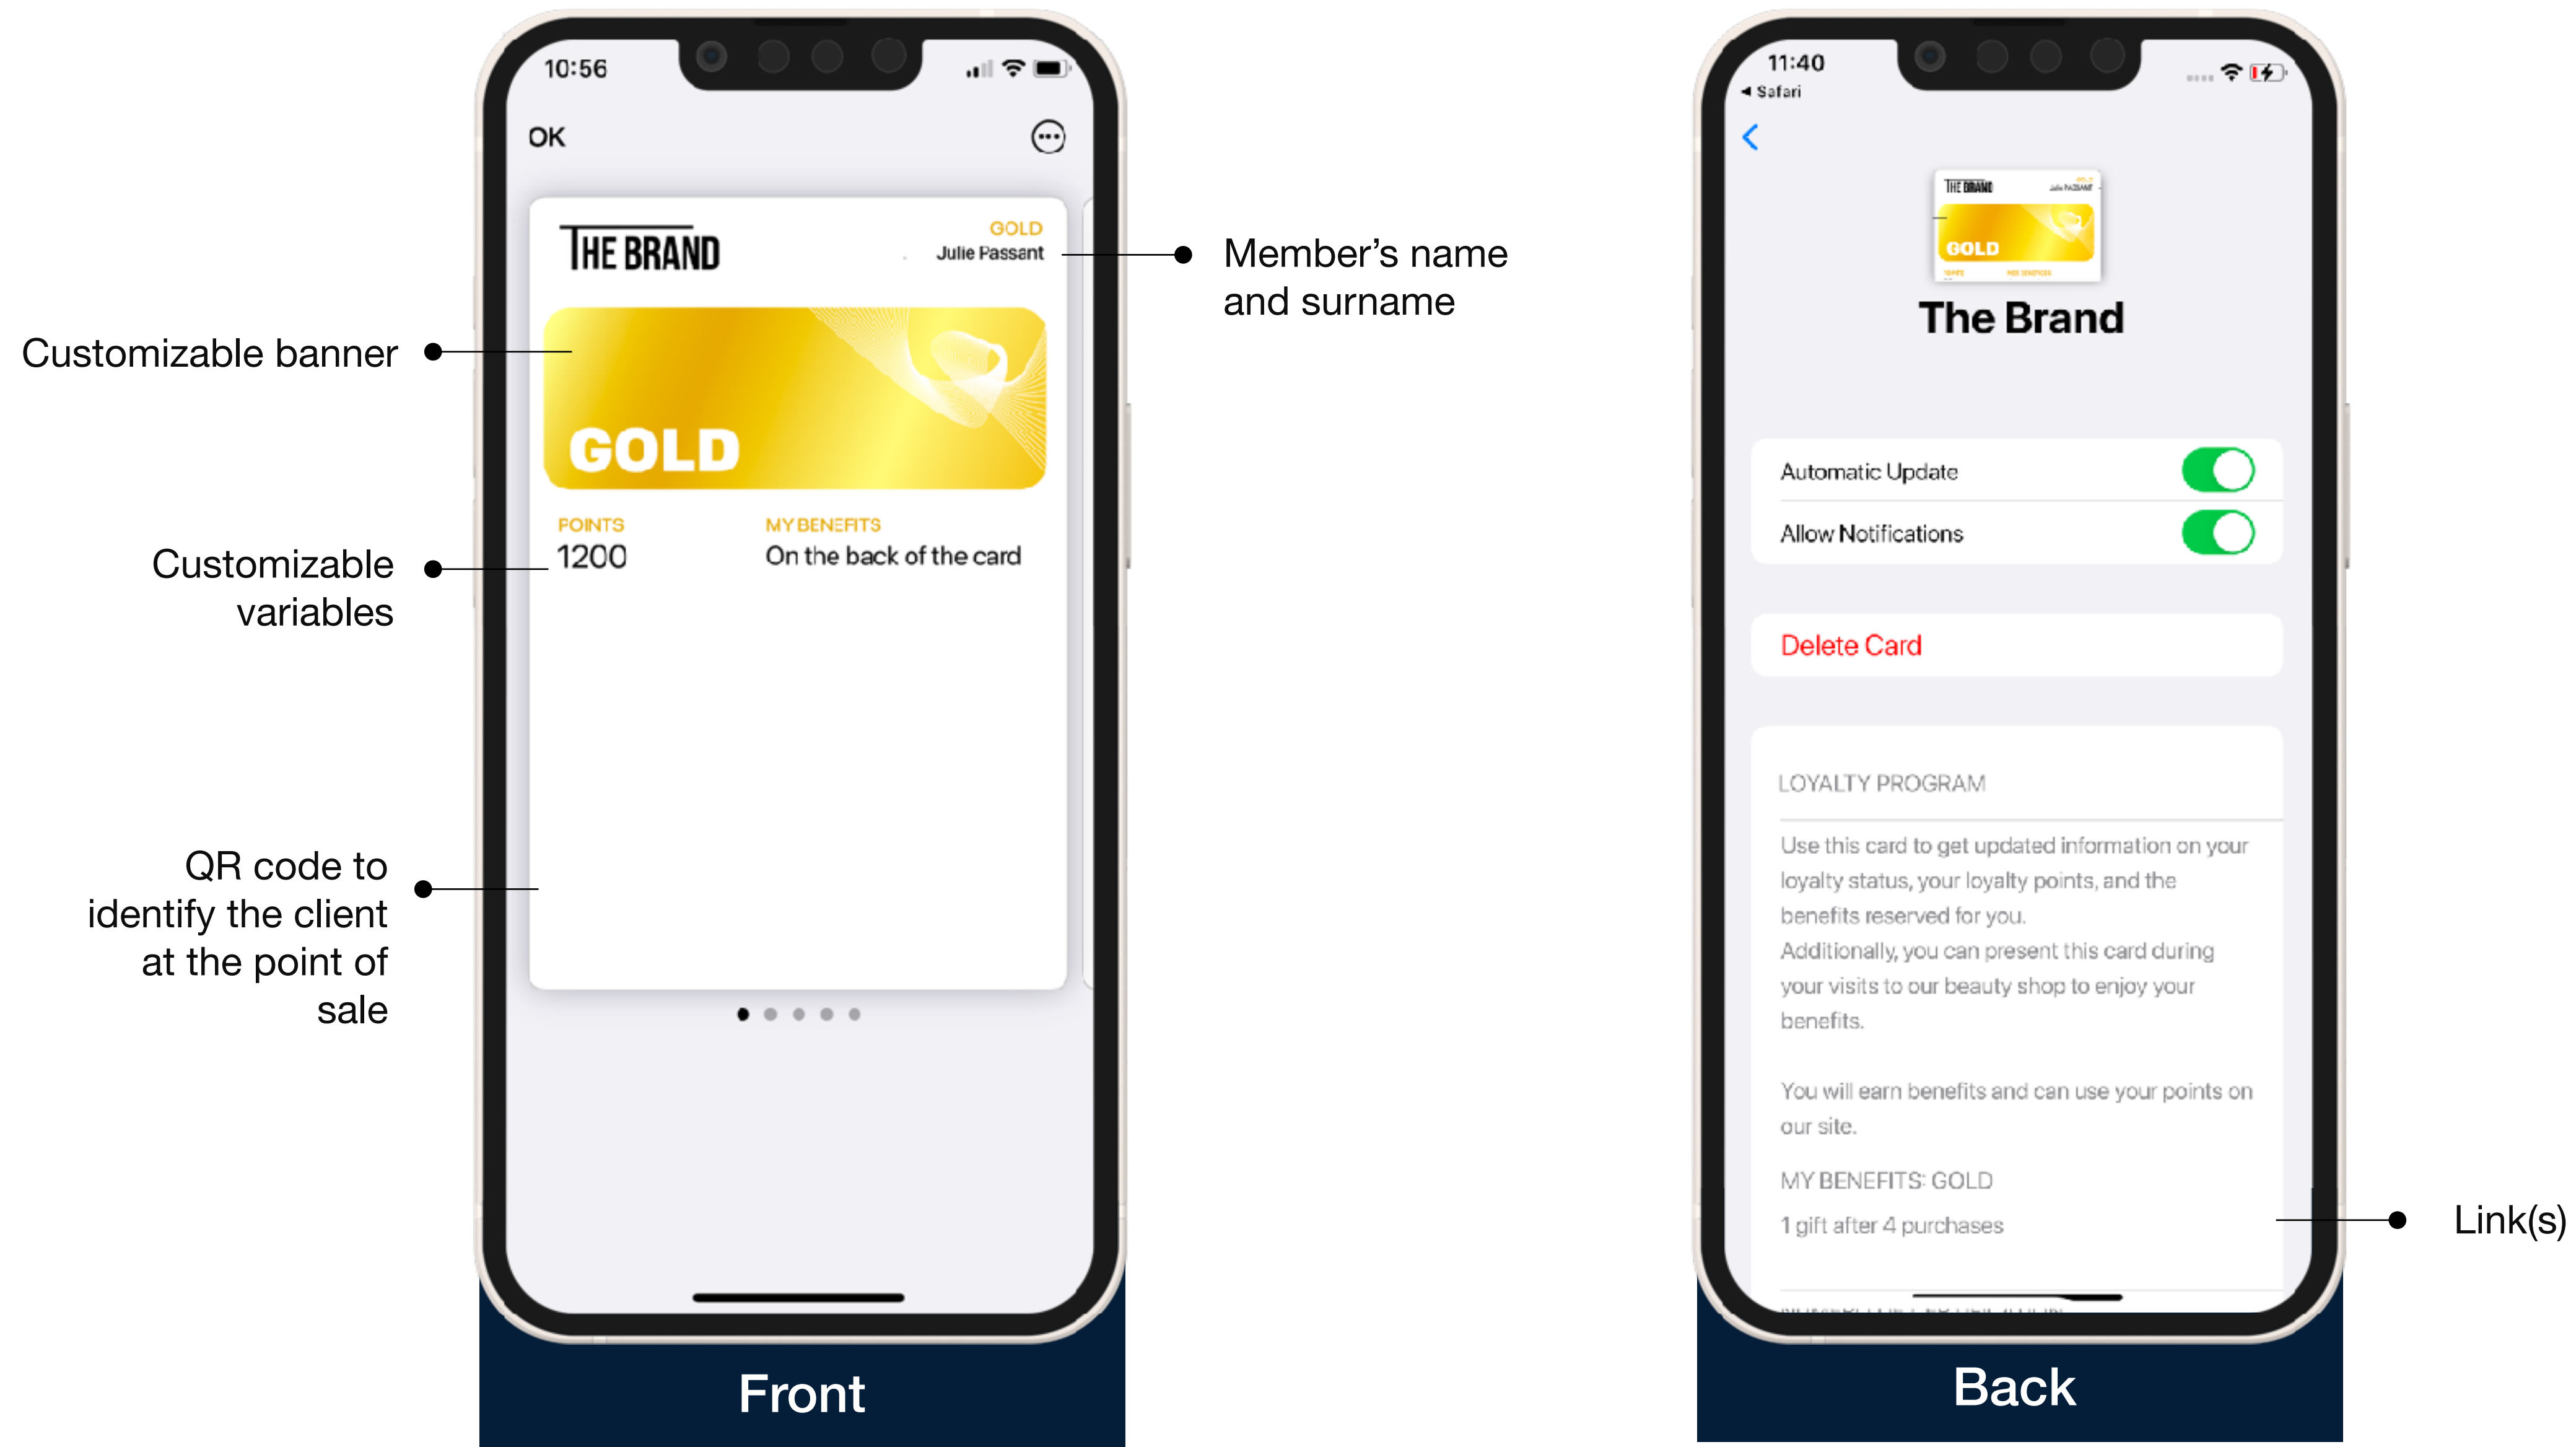 10:56
OK
THE BRAND
GOLD
Julie Passant
GOLD
POINTS
MY BENEFITS
1200
On the back of the card
Customizable banner
Customizable
variables
QR code to
identify the client
at the point of
sale
Member’s name
and surname
Front
11:40
Safari
THE BRAND
GOLD
Julie PASSANT
GOLD
The Brand
Automatic Update
Allow Notifications
Delete Card
LOYALTY PROGRAM
Use this card to get updated information on your
loyalty status, your loyalty points, and the
benefits reserved for you.
Additionally, you can present this card during
your visits to our beauty shop to enjoy your
benefits.
You will earn benefits and can use your points on
our site.
MY BENEFITS: GOLD
1 gift after 4 purchases
Link(s)
Back